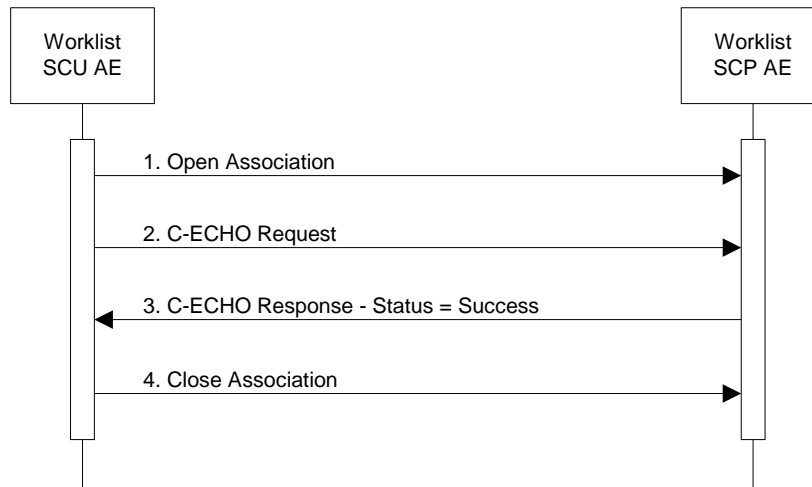 Worklist
SCU AE
Worklist
SCP AE
1. Open Association
2. C-ECHO Request
3. C-ECHO Response - Status = Success
4. Close Association